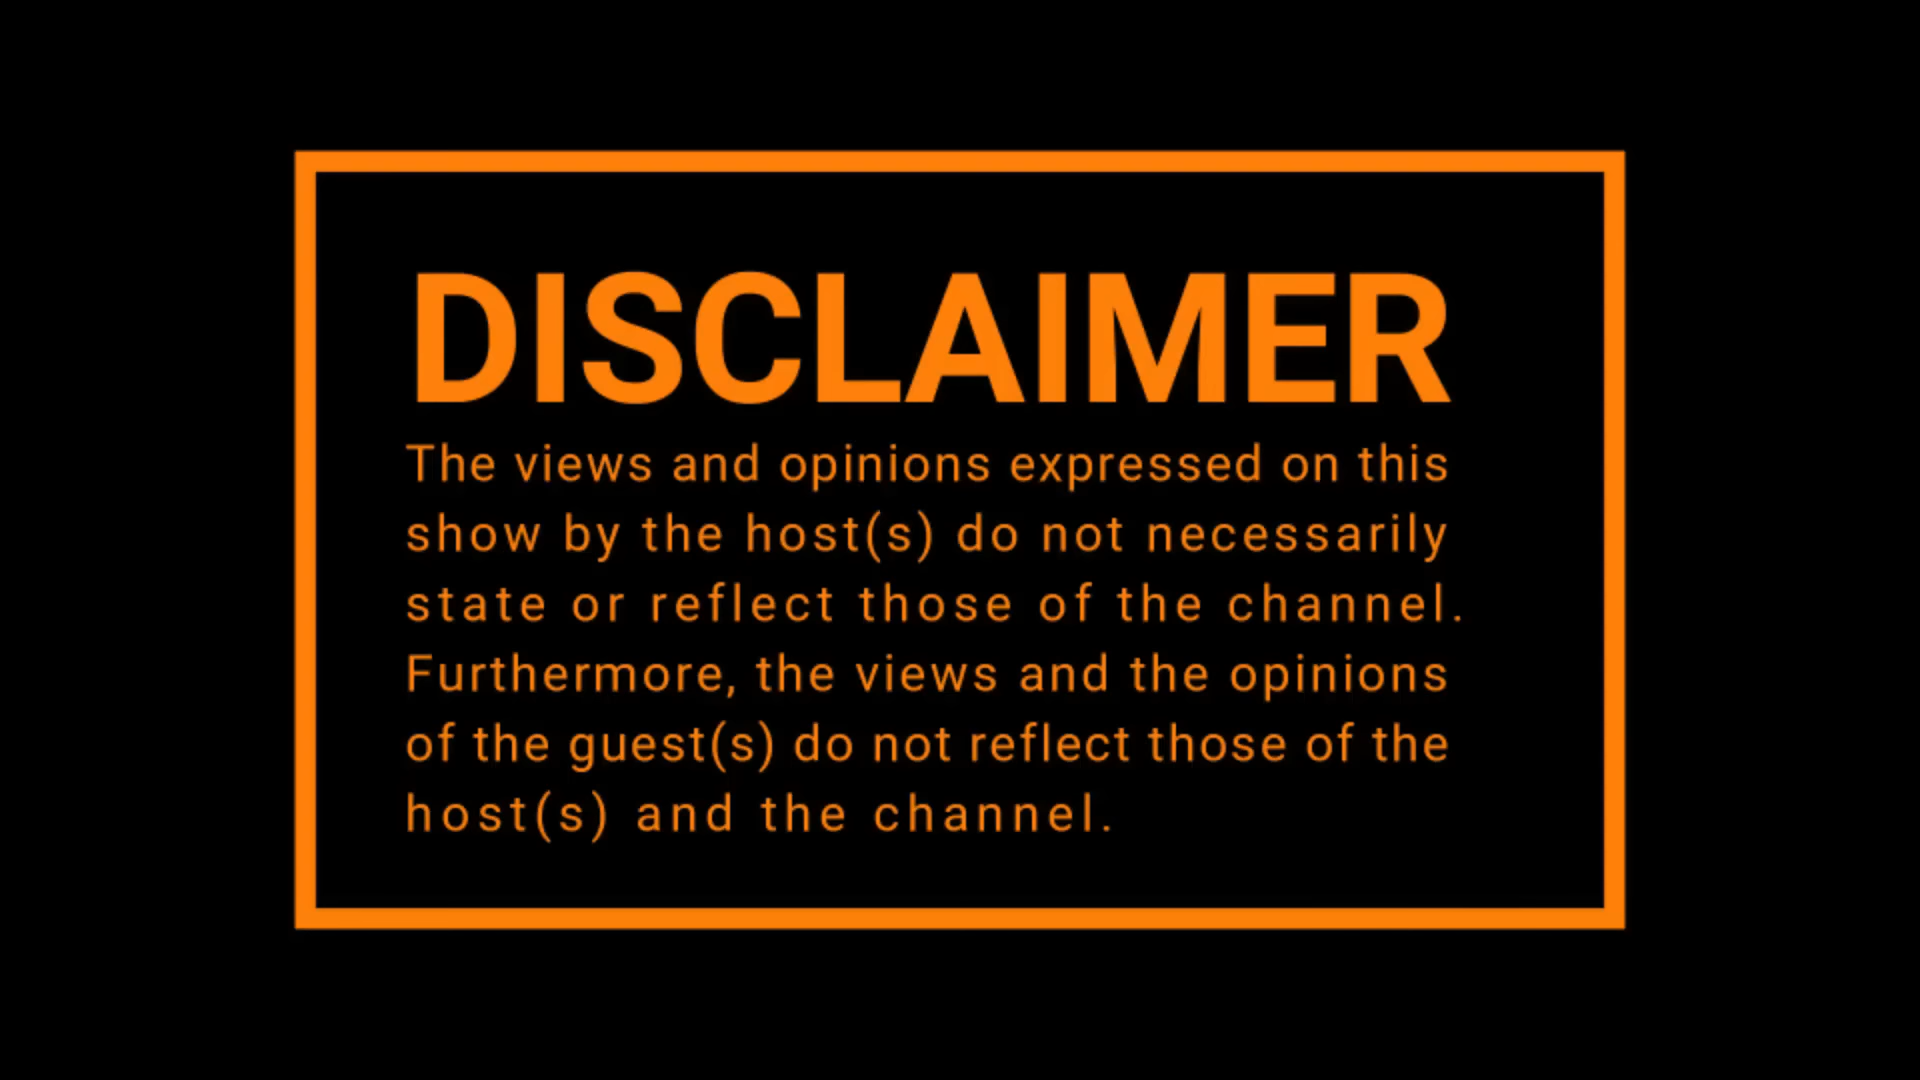 DISCLAIMER
The views and opinions expressed on this
show by the host(s) do not necessarily
state or reflect those of the channel.
Furthermore, the views and the opinions
of the guest(s) do not reflect those of the
host(s) and the channel.